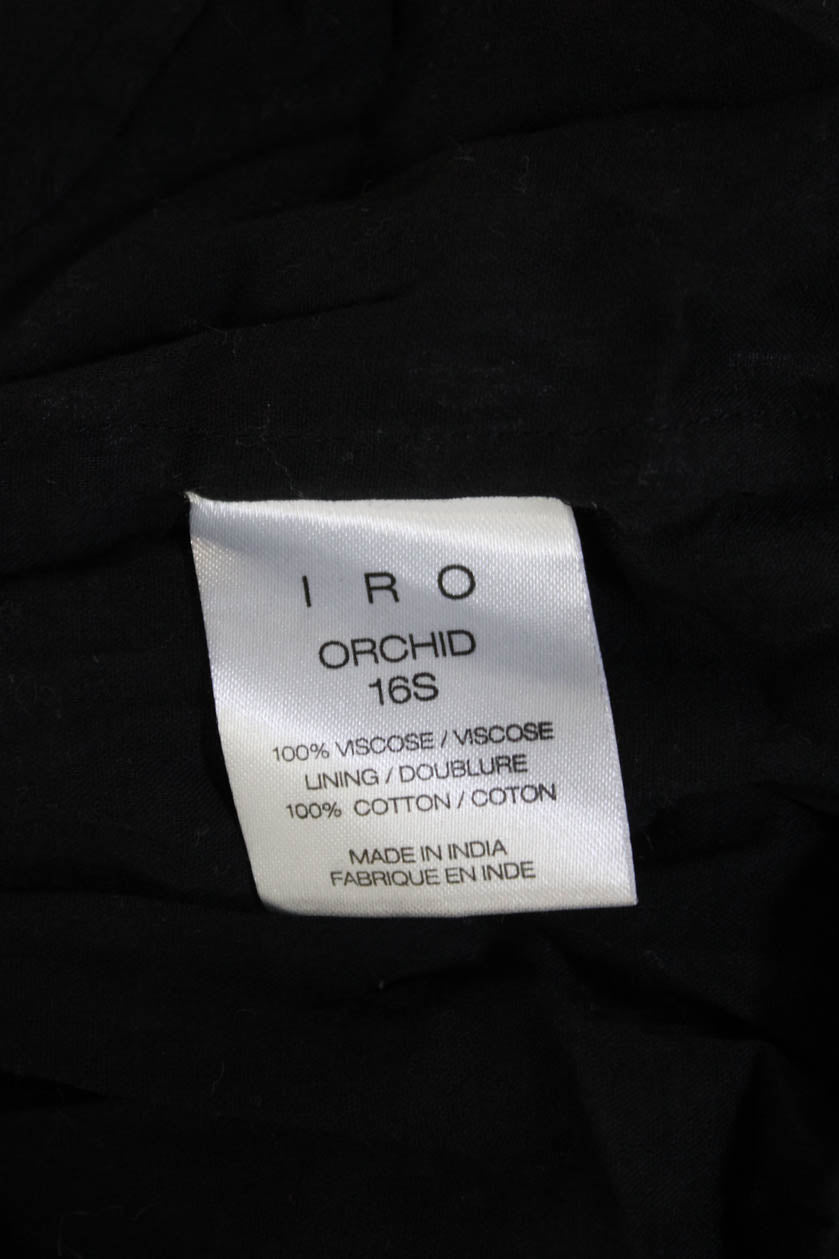 I R O
ORCHID
16S
100% VISCOSE / VISCOSE
LINING / DOUBLURE
100% COTTON / COTON
MADE IN INDIA
FABRIQUE EN INDE